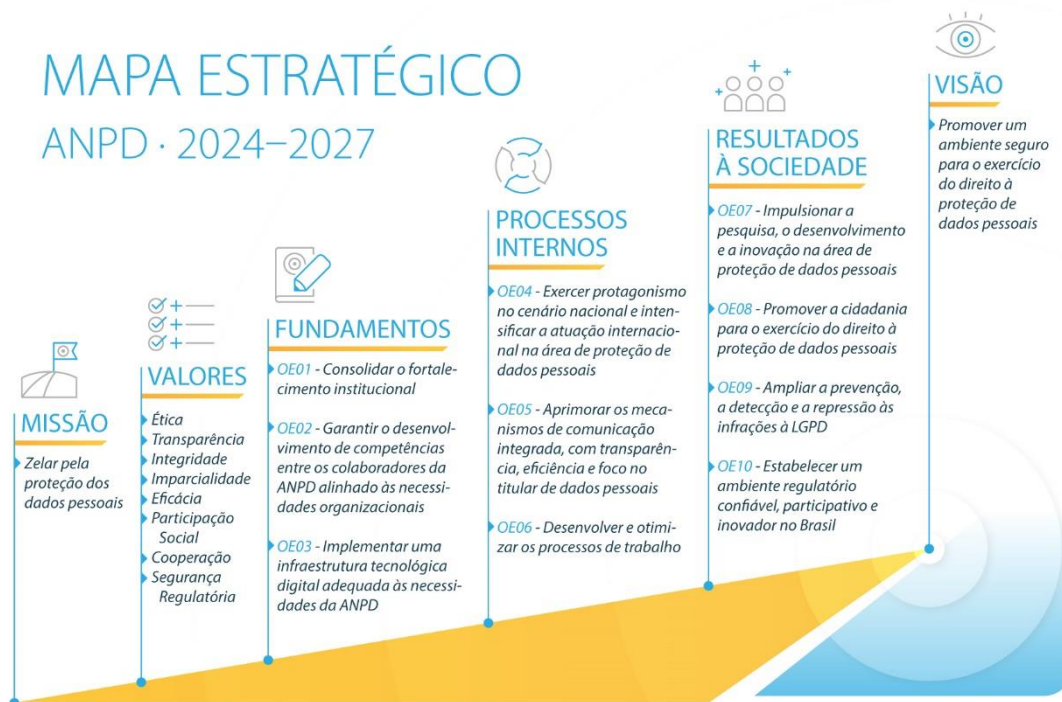 MAPA ESTRATÉGICO
ANPD · 2024–2027
MISSÃO
Zelar pela
proteção dos
dados pessoais
VALORES
Ética
Transparência
Integridade
Imparcialidade
Eficácia
Participação
Social
Cooperação
Segurança
Regulatória
FUNDAMENTOS
OE01 - Consolidar o fortale-
cimento institucional
OE02 - Garantir o desenvol-
vimento de competências
entre os colaboradores da
ANPD alinhado às necessi-
dades organizacionais
OE03 - Implementar uma
infraestrutura tecnológica
digital adequada às necessi-
dades da ANPD
PROCESSOS
INTERNOS
OE04 - Exercer protagonismo
no cenário nacional e inten-
sificar a atuação internacio-
nal na área de proteção de
dados pessoais
OE05 - Aprimorar os meca-
nismos de comunicação
integrada, com transparên-
cia, eficiência e foco no
titular de dados pessoais
OE06 - Desenvolver e otimi-
zar os processos de trabalho
RESULTADOS
À SOCIEDADE
OE07 - Impulsionar a
pesquisa, o desenvolvimento
e a inovação na área de
proteção de dados pessoais
OE08 - Promover a cidadania
para o exercício do direito à
proteção de dados pessoais
OE09 - Ampliar a prevenção,
a detecção e a repressão às
infrações à LGPD
OE10 - Estabelecer um
ambiente regulatório
confiável, participativo e
inovador no Brasil
VISÃO
Promover um
ambiente seguro
para o exercício
do direito à
proteção de
dados pessoais